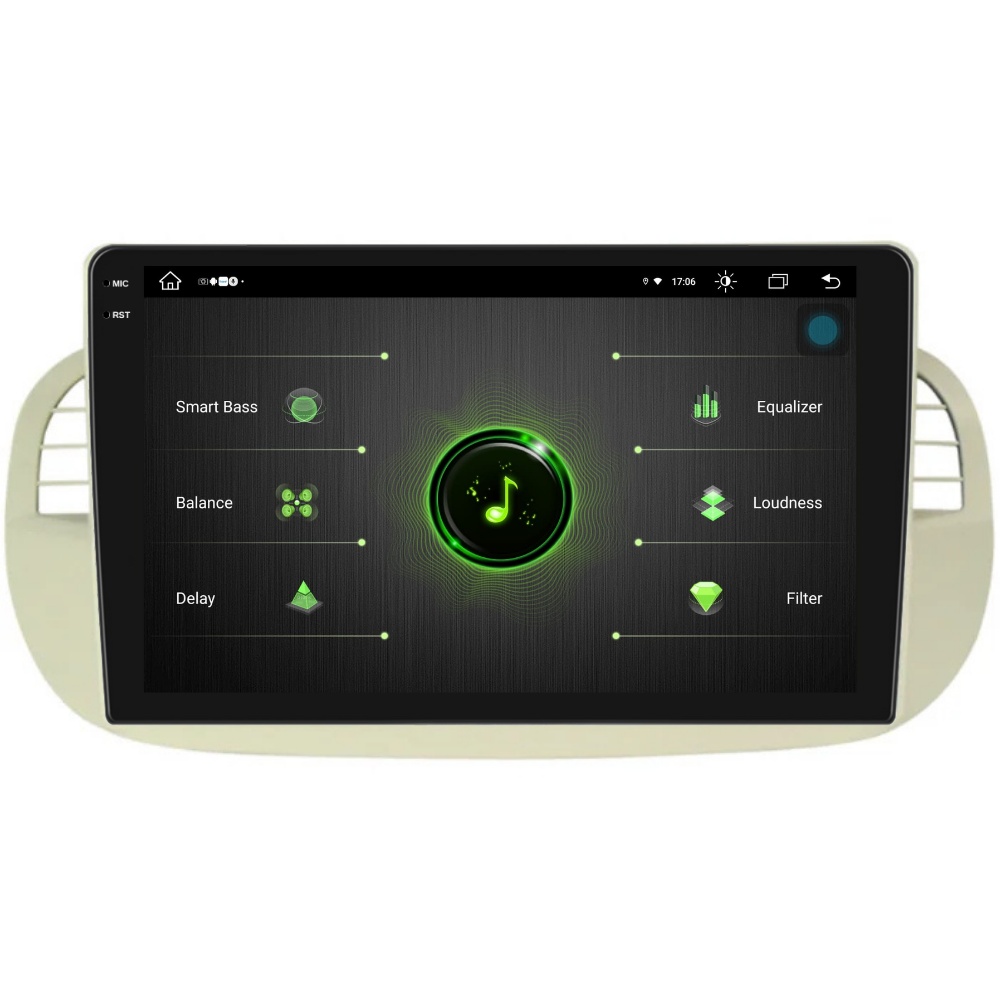 MIC
17:06
RST
Smart Bass
Equalizer
Balance
Loudness
Delay
Filter